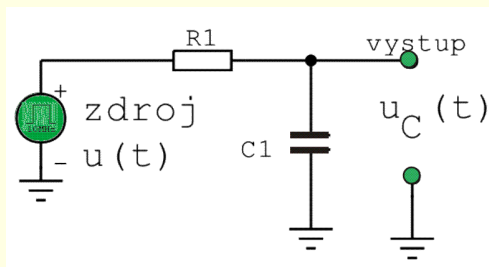 R1
vystup
+
zdroj
u(t)
-
C1
u_C(t)